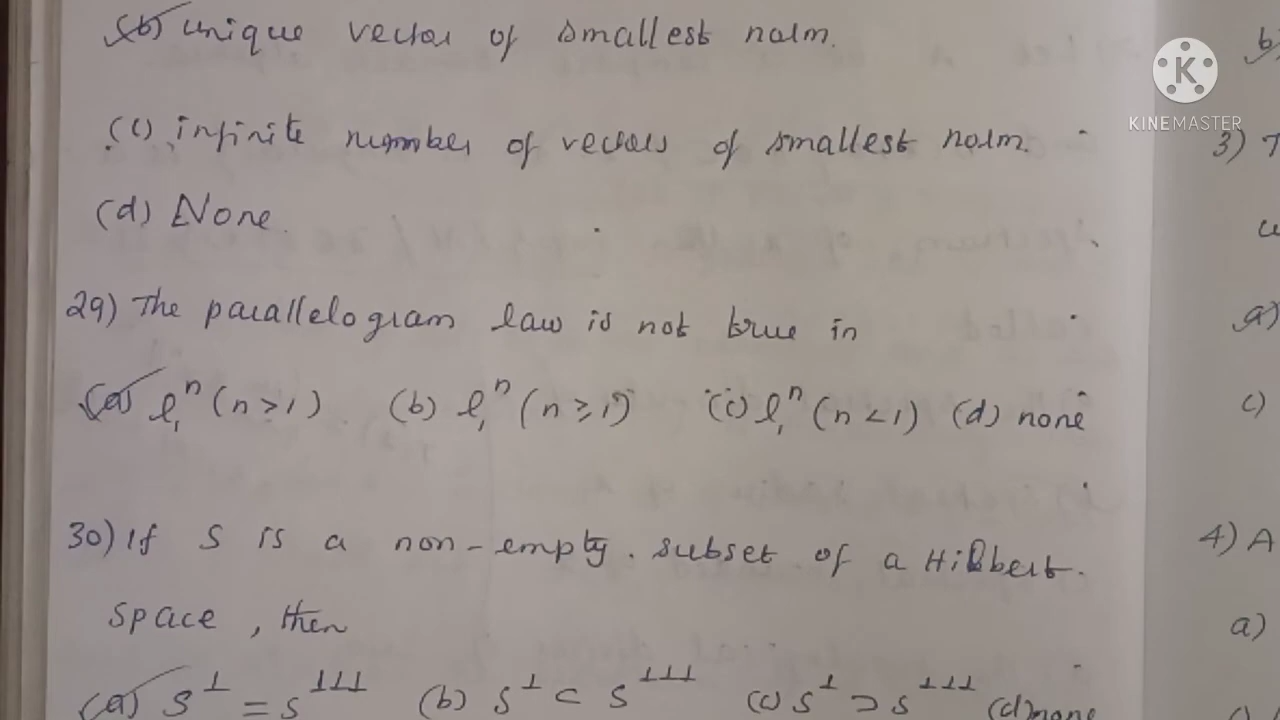 (b) unique vector of smallest norm.
(c) infinite number of vectors of smallest norm.
(d) None.
29) The parallelogram law is not true in
(a) l₁ⁿ (n>1). (b) l₁ⁿ (n ≥ 1) (c) l₁ⁿ (n < 1) (d) none
30) If S is a non-empty subset of a Hilbert.
space, then
(a) S^⊥ = S^⊥⊥⊥ (b) S^⊥ ⊂ S^⊥⊥⊥ (c) S^⊥ ⊃ S^⊥⊥⊥ (d) none
K
KINEMASTER
b)
3) T
a)
c)
4) A
a)